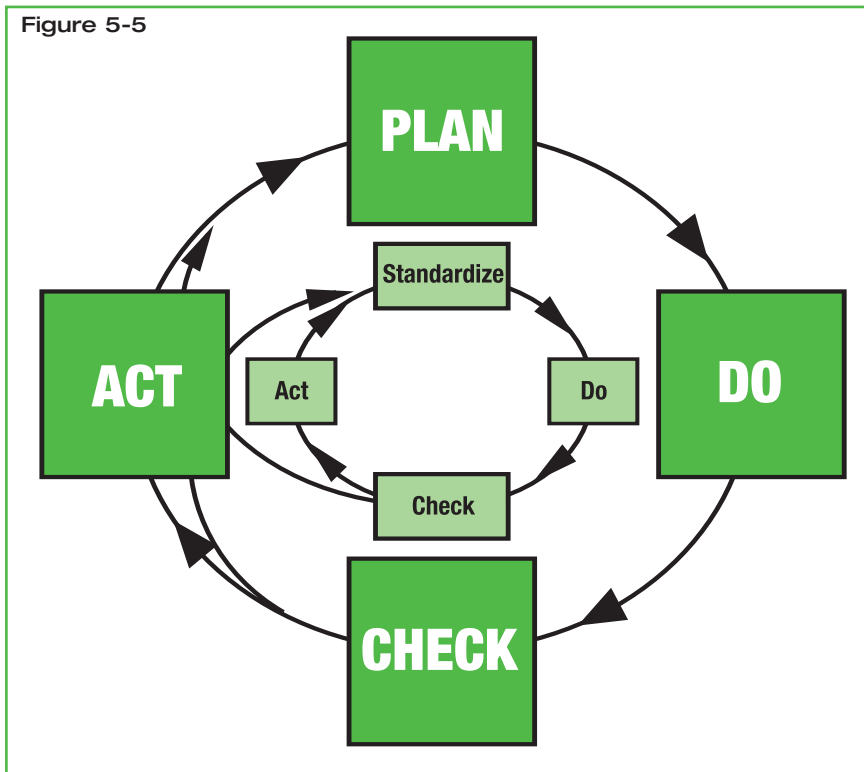 Figure 5-5
PLAN
Standardize
ACT
Act
Do
DO
Check
CHECK